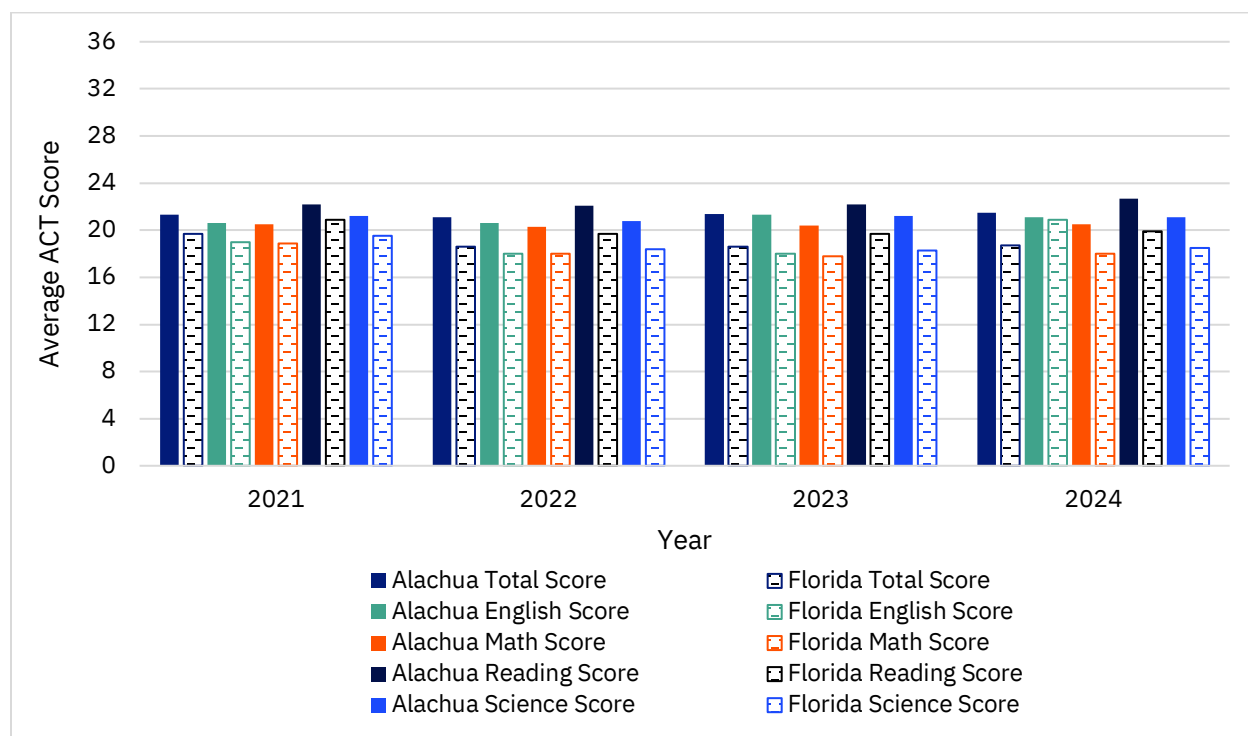 36
32
28
24
20
16
12
8
4
0
Average ACT Score
2021 2022 2023 2024
Year
Alachua Total Score Florida Total Score
Alachua English Score Florida English Score
Alachua Math Score Florida Math Score
Alachua Reading Score Florida Reading Score
Alachua Science Score Florida Science Score